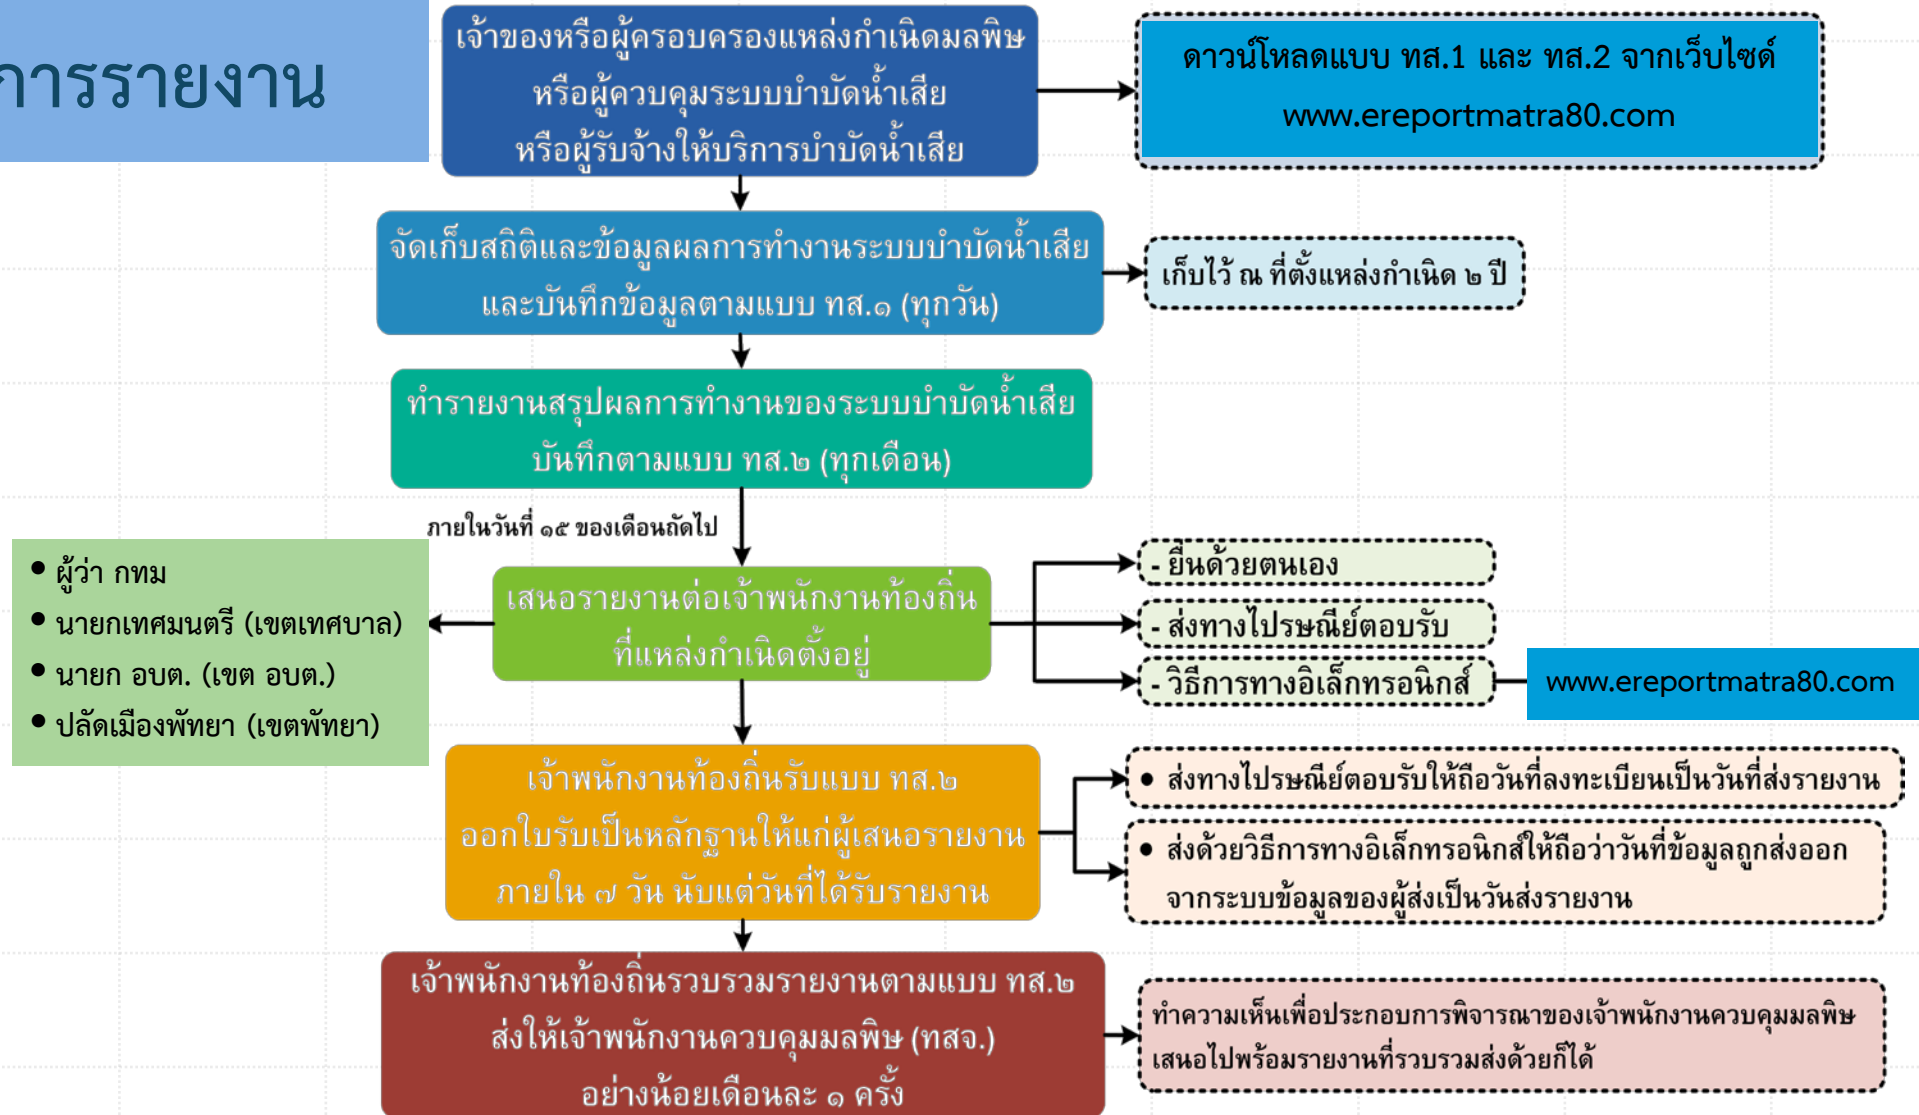 การรายงาน
เจ้าของหรือผู้ครอบครองแหล่งกำเนิดมลพิษ
หรือผู้ควบคุมระบบบำบัดน้ำเสีย
หรือผู้รับจ้างให้บริการบำบัดน้ำเสีย
ดาวน์โหลดแบบ ทส.1 และ ทส.2 จากเว็บไซด์
www.ereportmatra80.com
จัดเก็บสถิติและข้อมูลผลการทำงานระบบบำบัดน้ำเสีย
และบันทึกข้อมูลตามแบบ ทส.๑ (ทุกวัน)
เก็บไว้ ณ ที่ตั้งแหล่งกำเนิด ๒ ปี
ทำรายงานสรุปผลการทำงานของระบบบำบัดน้ำเสีย
บันทึกตามแบบ ทส.๒ (ทุกเดือน)
ภายในวันที่ ๑๕ ของเดือนถัดไป
• ผู้ว่า กทม
• นายกเทศมนตรี (เขตเทศบาล)
• นายก อบต. (เขต อบต.)
• ปลัดเมืองพัทยา (เขตพัทยา)
เสนอรายงานต่อเจ้าพนักงานท้องถิ่น
ที่แหล่งกำเนิดตั้งอยู่
- ยื่นด้วยตนเอง
- ส่งทางไปรษณีย์ตอบรับ
- วิธีการทางอิเล็กทรอนิกส์
www.ereportmatra80.com
เจ้าพนักงานท้องถิ่นรับแบบ ทส.๒
ออกใบรับเป็นหลักฐานให้แก่ผู้เสนอรายงาน
ภายใน ๗ วัน นับแต่วันที่ได้รับรายงาน
• ส่งทางไปรษณีย์ตอบรับให้ถือวันที่ลงทะเบียนเป็นวันที่ส่งรายงาน
• ส่งด้วยวิธีการทางอิเล็กทรอนิกส์ให้ถือว่าวันที่ข้อมูลถูกส่งออก
จากระบบข้อมูลของผู้ส่งเป็นวันส่งรายงาน
เจ้าพนักงานท้องถิ่นรวบรวมรายงานตามแบบ ทส.๒
ส่งให้เจ้าพนักงานควบคุมมลพิษ (ทสจ.)
อย่างน้อยเดือนละ ๑ ครั้ง
ทำความเห็นเพื่อประกอบการพิจารณาของเจ้าพนักงานควบคุมมลพิษ
เสนอไปพร้อมรายงานที่รวบรวมส่งด้วยก็ได้